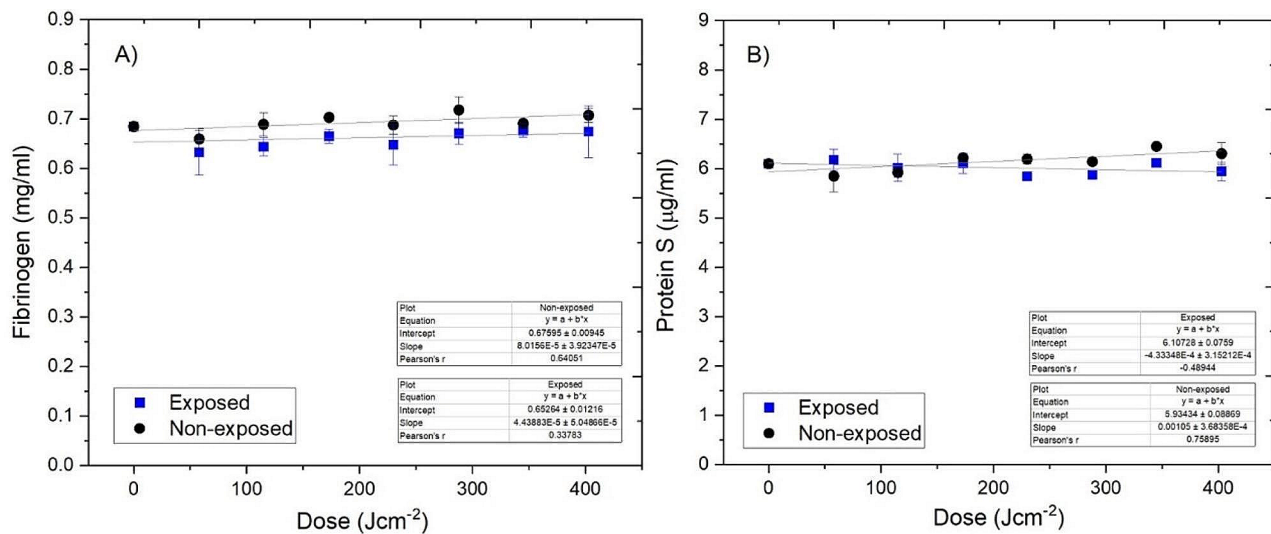 A)
Fibrinogen (mg/ml)
0.9
0.8
0.7
0.6
0.5
0.4
0.3
0.2
0.1
0.0
Plot Non-exposed
Equation y = a + b*x
Intercept 0.67595 ± 0.00945
Slope 8.0156E-5 ± 3.92347E-5
Pearson's r 0.64051
Plot Exposed
Equation y = a + b*x
Intercept 0.65264 ± 0.01216
Slope 4.43883E-5 ± 5.04866E-5
Pearson's r 0.33783
Exposed
Non-exposed
0 100 200 300 400
Dose (Jcm-2)
B)
Protein S (µg/ml)
9
8
7
6
5
4
3
2
1
0
Plot Exposed
Equation y = a + b*x
Intercept 6.10728 ± 0.0759
Slope -4.33348E-4 ± 3.15212E-4
Pearson's r -0.48944
Plot Non-exposed
Equation y = a + b*x
Intercept 5.93434 ± 0.08869
Slope 0.00105 ± 3.68358E-4
Pearson's r 0.75895
Exposed
Non-exposed
0 100 200 300 400
Dose (Jcm-2)